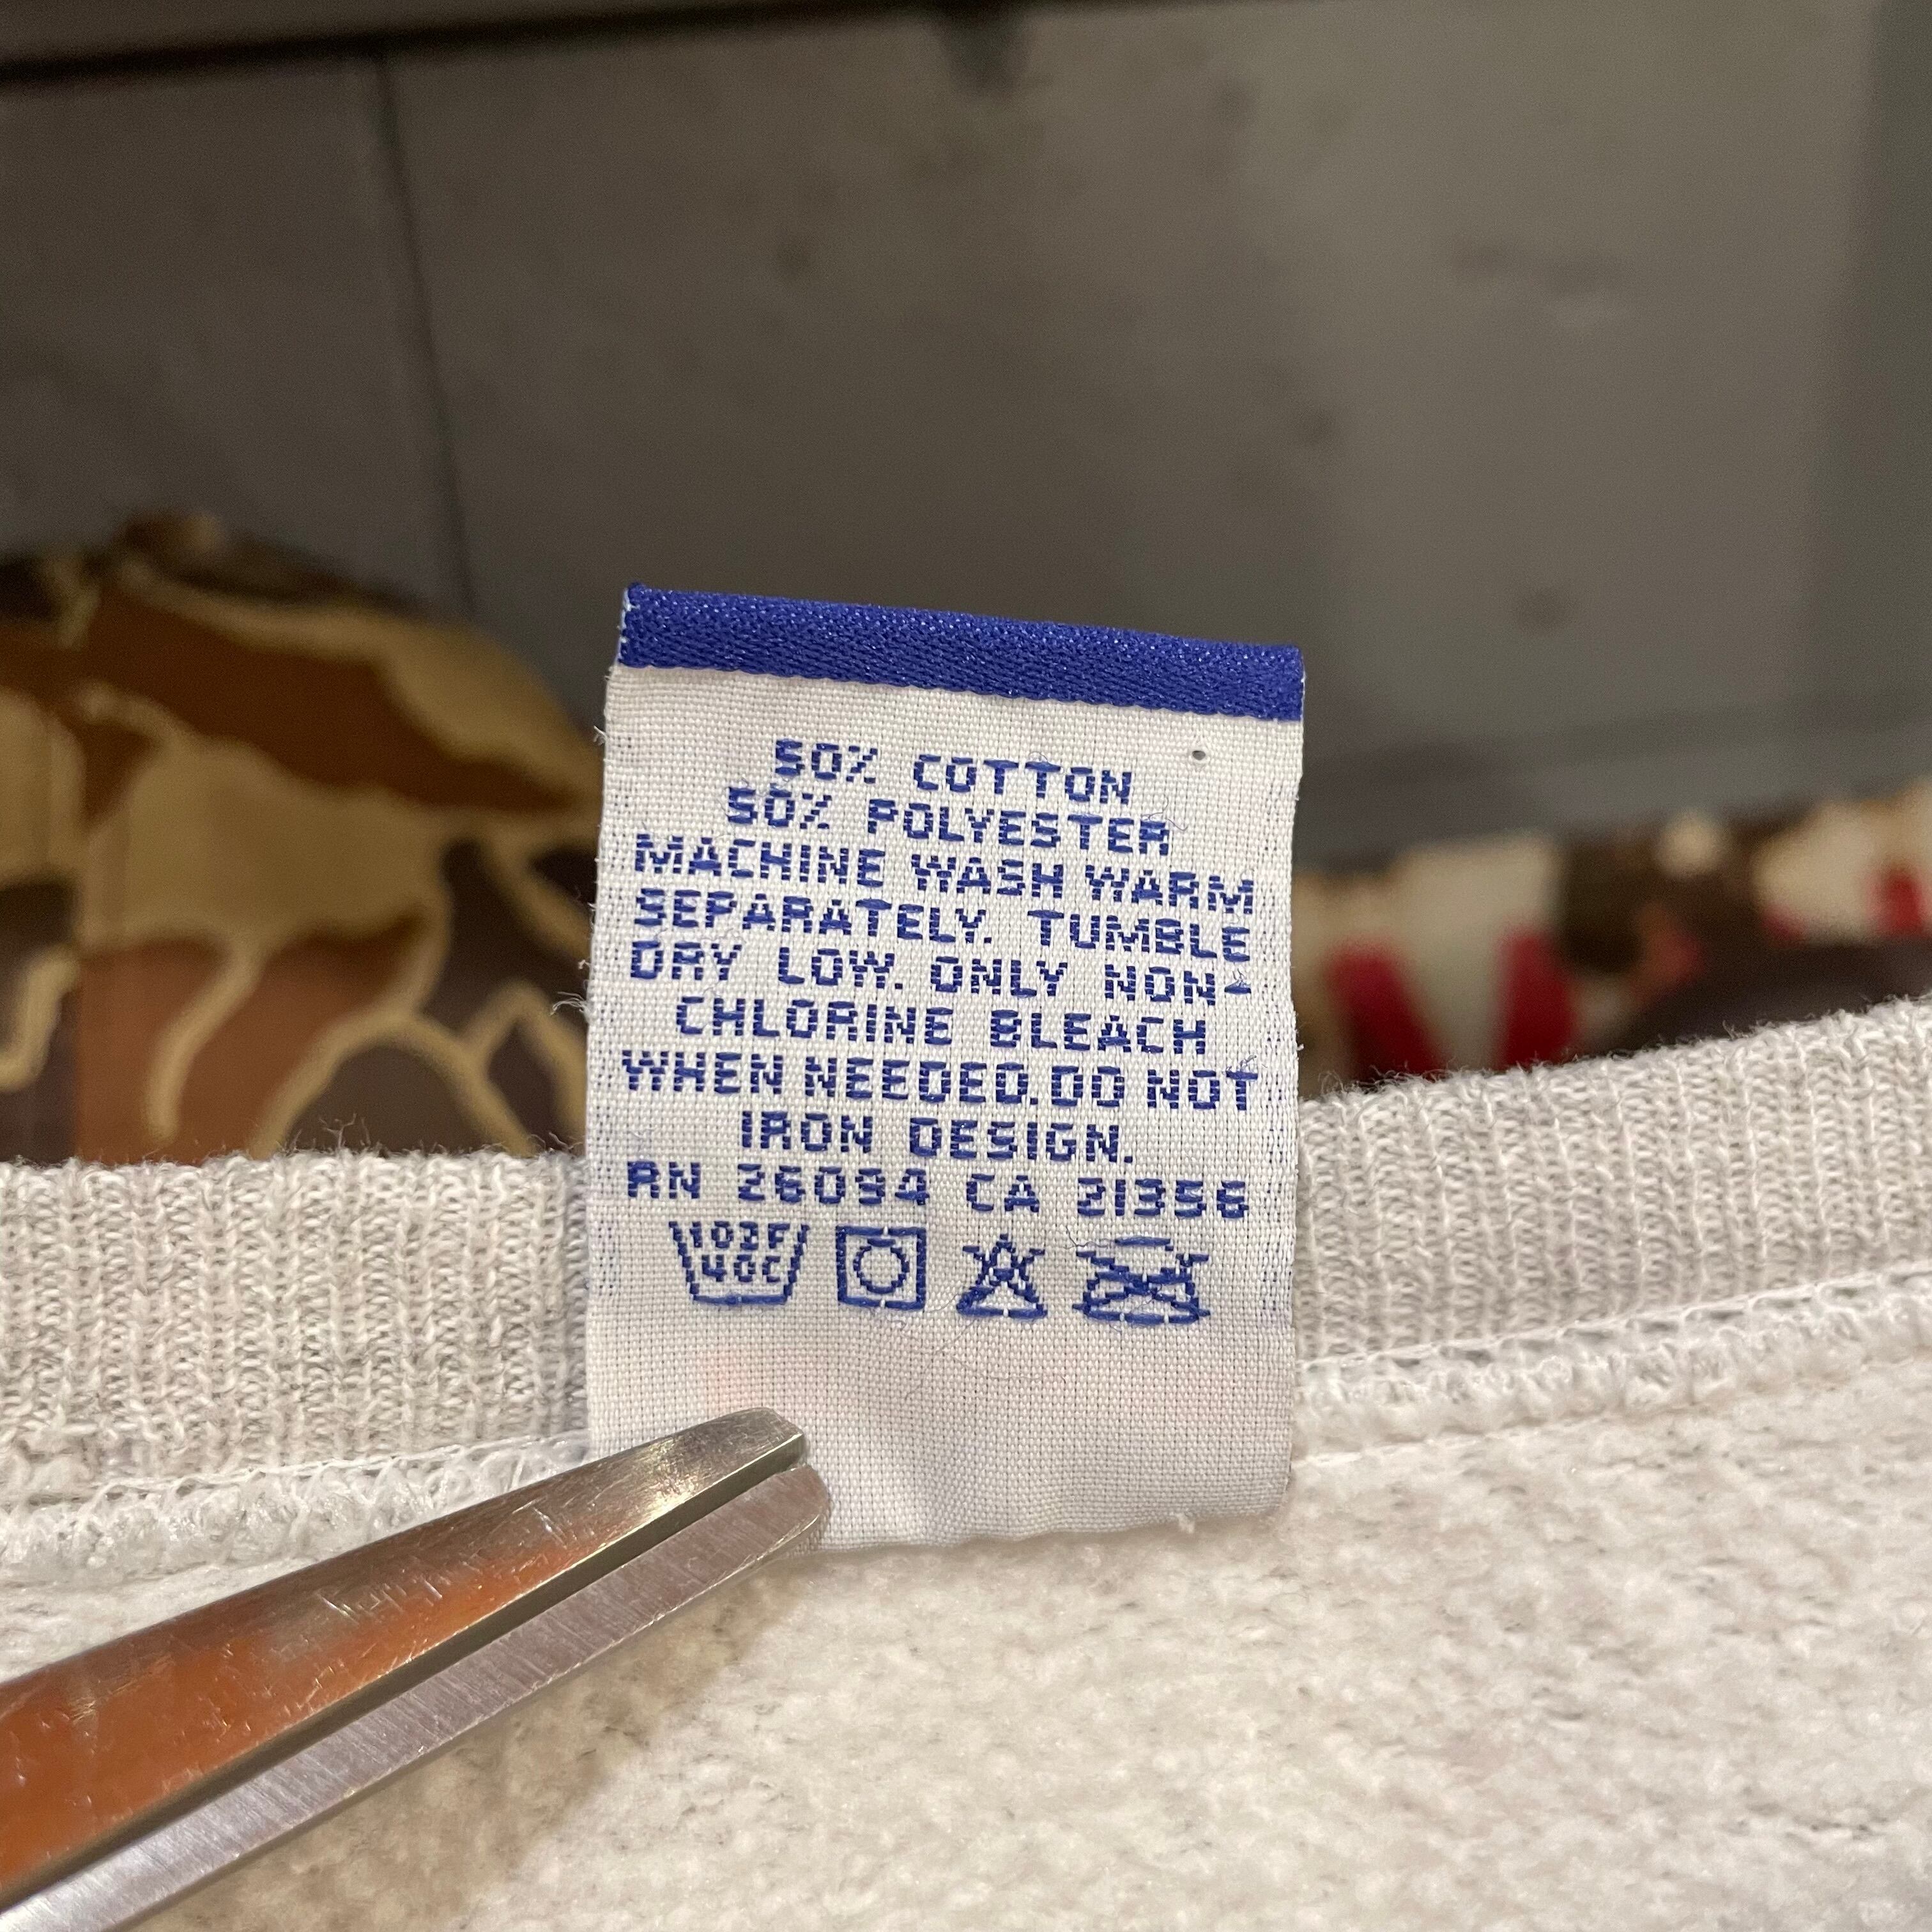 50% COTTON
50% POLYESTER
MACHINE WASH WARM
SEPARATELY. TUMBLE
DRY LOW. ONLY NON-
CHLORINE BLEACH
WHEN NEEDED. DO NOT
IRON DESIGN.
RN 26094 CA 21356
103F
40C